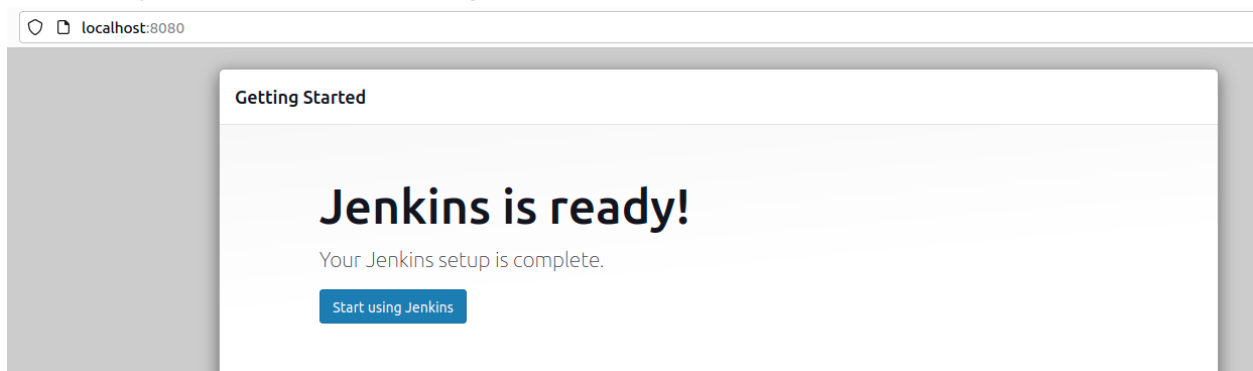 localhost:8080
Getting Started
Jenkins is ready!
Your Jenkins setup is complete.
Start using Jenkins